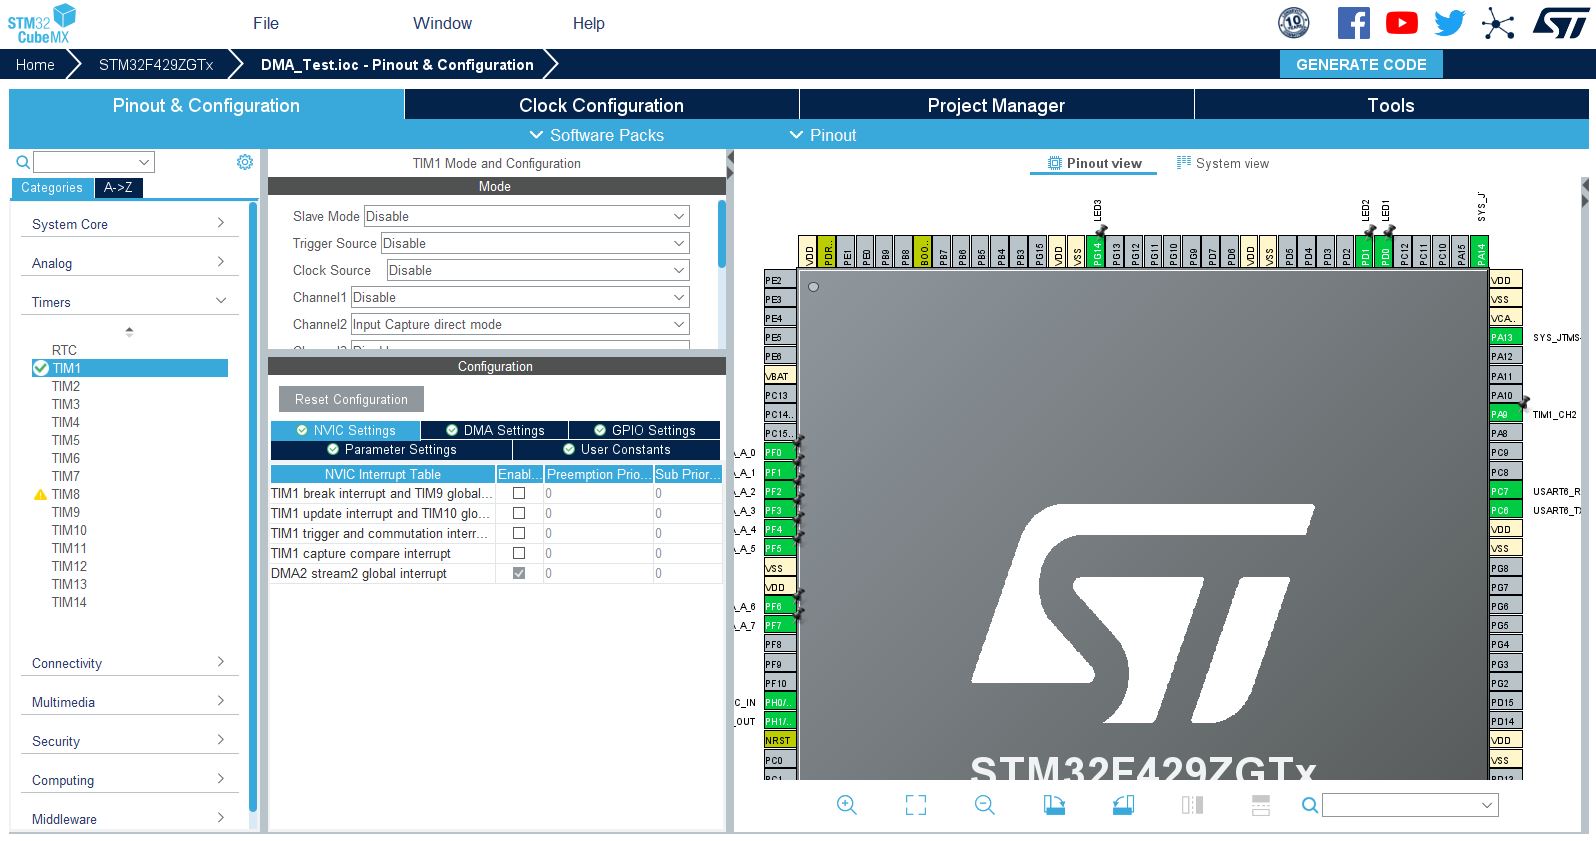 STM32
CubeMX
File
Window
Help
10
YEARS
ST
Home
STM32F429ZGTx
DMA_Test.ioc - Pinout & Configuration
GENERATE CODE
Pinout & Configuration
Clock Configuration
Project Manager
Tools
Software Packs
Pinout
Categories
A->Z
System Core
Analog
Timers
RTC
TIM1
TIM2
TIM3
TIM4
TIM5
TIM6
TIM7
TIM8
TIM9
TIM10
TIM11
TIM12
TIM13
TIM14
Connectivity
Multimedia
Security
Computing
Middleware
TIM1 Mode and Configuration
Mode
Slave Mode Disable
Trigger Source Disable
Clock Source Disable
Channel1 Disable
Channel2 Input Capture direct mode
Configuration
Reset Configuration
NVIC Settings
DMA Settings
GPIO Settings
Parameter Settings
User Constants
NVIC Interrupt Table Enabl... Preemption Prio... Sub Prior...
TIM1 break interrupt and TIM9 global... 0 0
TIM1 update interrupt and TIM10 glo... 0 0
TIM1 trigger and commutation interr... 0 0
TIM1 capture compare interrupt 0 0
DMA2 stream2 global interrupt 0 0
Pinout view
System view
LED3
LED2
LED1
SYS_J
VDD
PDR..
PE1
PE0
PB9
PB8
BOO..
PB7
PB6
PB5
PB4
PB3
PG15
VDD
VSS
PG14
PG13
PG12
PG11
PG10
PG9
PD7
PD6
VDD
VSS
PD5
PD4
PD3
PD2
PD1
PD0
PC12
PC11
PC10
PA15
PA14
PE2
PE3
PE4
PE5
PE6
VBAT
PC13
PC14..
PC15..
_A_0 PF0
_A_1 PF1
_A_2 PF2
_A_3 PF3
_A_4 PF4
_A_5 PF5
VSS
VDD
_A_6 PF6
_A_7 PF7
PF8
PF9
PF10
C_IN PH0/..
_OUT PH1/..
NRST
PC0
PC1
VDD
VSS
VCA..
PA13 SYS_JTMS-
PA12
PA11
PA10
PA9 TIM1_CH2
PA8
PC9
PC8
PC7 USART6_R
PC6 USART6_TX
VDD
VSS
PG8
PG7
PG6
PG5
PG4
PG3
PG2
PD15
PD14
VDD
VSS
PD13
ST
STM32F429ZGTx